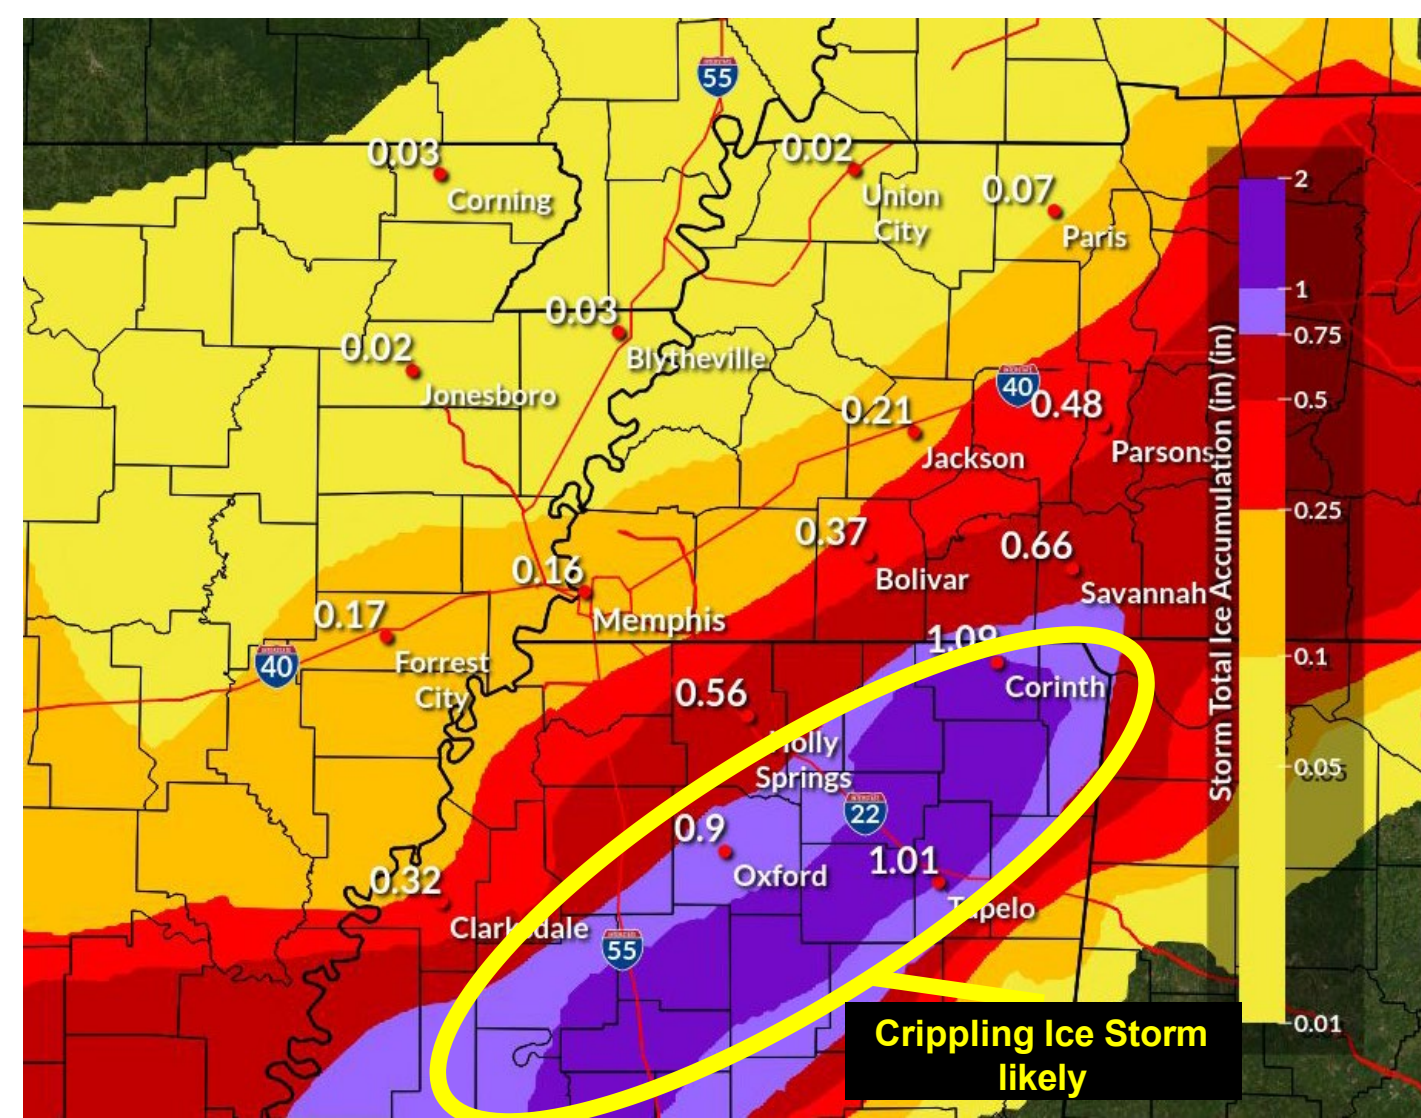 55
0.03
Corning
0.02
Union
City
0.07
Paris
0.03
Blytheville
0.02
Jonesboro
0.21
Jackson
40
0.48
Parsons
0.37
Bolivar
0.66
Savannah
0.16
Memphis
0.17
Forrest
City
40
1.09
Corinth
0.56
Holly
Springs
22
0.9
Oxford
1.01
Tupelo
0.32
Clarksdale
55
Crippling Ice Storm
likely
Storm Total Ice Accumulation (in) (in)
2
1
0.75
0.5
0.25
0.1
0.05
0.01